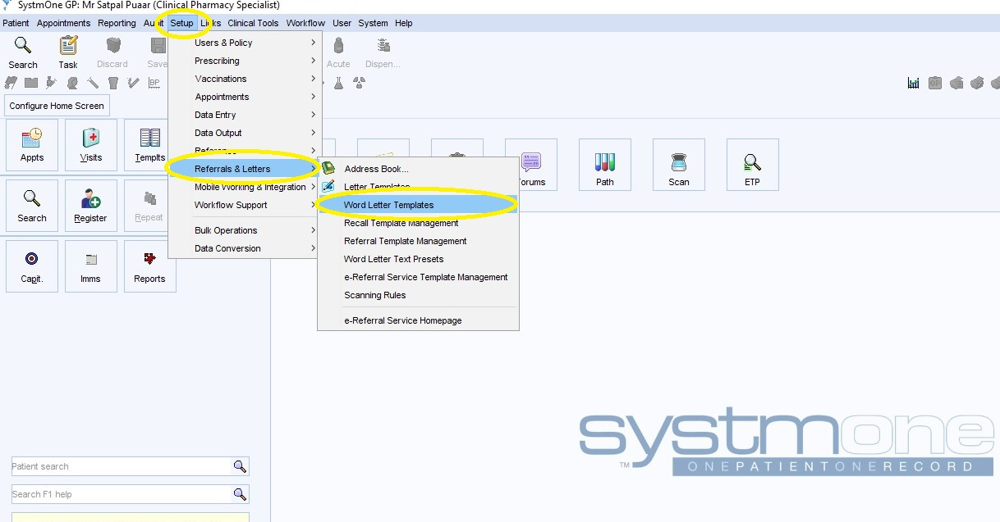 SystmOne GP: Mr Satpal Puaar (Clinical Pharmacy Specialist)
Patient Appointments Reporting Audit Setup Links Clinical Tools Workflow User System Help
Search Task Discard Save Acute Dispen...
Users & Policy
Prescribing
Vaccinations
Appointments
Data Entry
Data Output
Reference
Referrals & Letters
Mobile Working & Integration
Workflow Support
Bulk Operations
Data Conversion
BP
GP
Configure Home Screen
Appts Visits Templts
Search Register Repeat
Capit. Imms Reports
Forums Path Scan ETP
Address Book...
Letter Templates
Word Letter Templates
Recall Template Management
Referral Template Management
Word Letter Text Presets
e-Referral Service Template Management
Scanning Rules
e-Referral Service Homepage
systmone
TM ONEPATIENTONERECORD
Patient search
Search F1 help